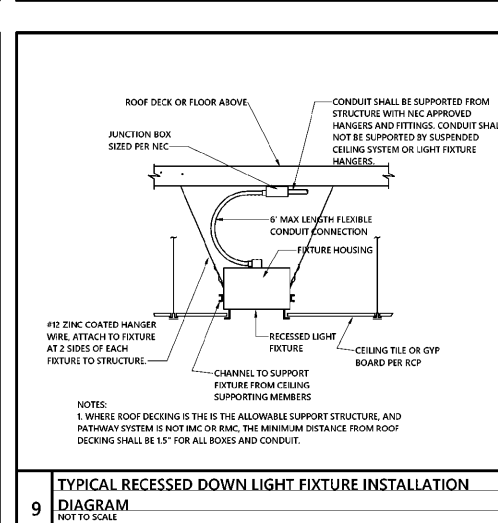 ROOF DECK OR FLOOR ABOVE
CONDUIT SHALL BE SUPPORTED FROM
STRUCTURE WITH NEC APPROVED
HANGERS AND FITTINGS. CONDUIT SHAL
NOT BE SUPPORTED BY SUSPENDED
CEILING SYSTEM OR LIGHT FIXTURE
HANGERS.
JUNCTION BOX
SIZED PER NEC
6' MAX LENGTH FLEXIBLE
CONDUIT CONNECTION
FIXTURE HOUSING
#12 ZINC COATED HANGER
WIRE, ATTACH TO FIXTURE
AT 2 SIDES OF EACH
FIXTURE TO STRUCTURE.
RECESSED LIGHT
FIXTURE
CEILING TILE OR GYP
BOARD PER RCP
CHANNEL TO SUPPORT
FIXTURE FROM CEILING
SUPPORTING MEMBERS
NOTES:
1. WHERE ROOF DECKING IS THE IS THE ALLOWABLE SUPPORT STRUCTURE, AND
PATHWAY SYSTEM IS NOT IMC OR RMC, THE MINIMUM DISTANCE FROM ROOF
DECKING SHALL BE 1.5" FOR ALL BOXES AND CONDUIT.
9
TYPICAL RECESSED DOWN LIGHT FIXTURE INSTALLATION
DIAGRAM
NOT TO SCALE